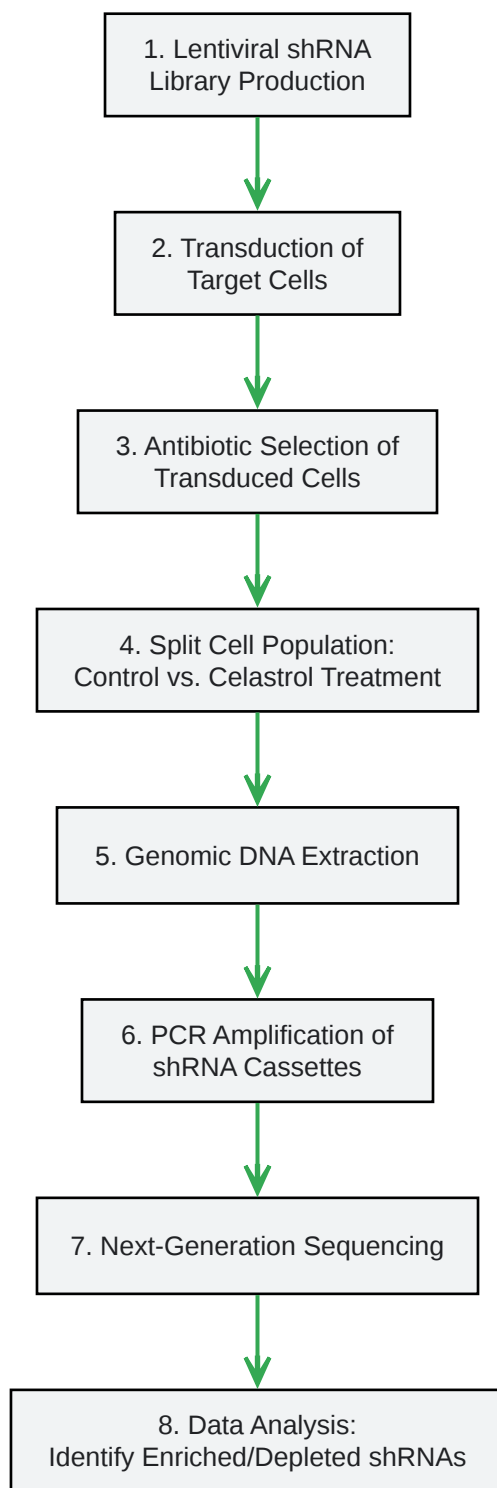 1. Lentiviral shRNA
Library Production
2. Transduction of
Target Cells
3. Antibiotic Selection of
Transduced Cells
4. Split Cell Population:
Control vs. Celastrol Treatment
5. Genomic DNA Extraction
6. PCR Amplification of
shRNA Cassettes
7. Next-Generation Sequencing
8. Data Analysis:
Identify Enriched/Depleted shRNAs